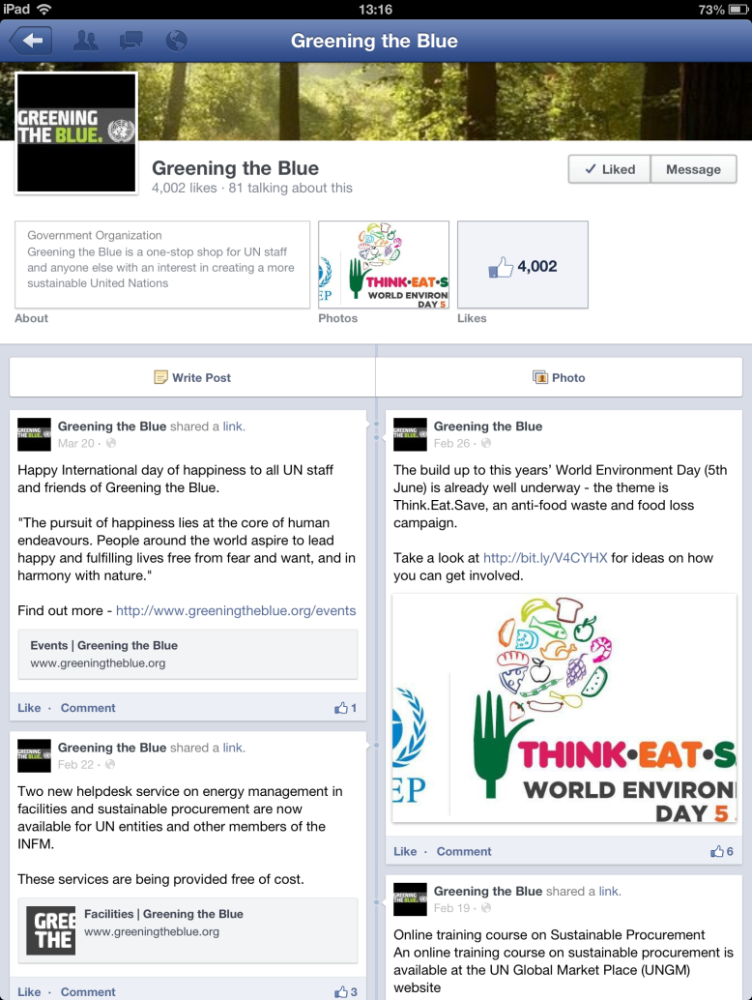 iPad 13:16 73%
Greening the Blue
GREENING
THE BLUE.
Greening the Blue
4,002 likes · 81 talking about this
✓ Liked Message
Government Organization
Greening the Blue is a one-stop shop for UN staff
and anyone else with an interest in creating a more
sustainable United Nations
About
EP
THINK•EAT•S
WORLD ENVIRON
DAY 5
Photos
4,002
Likes
Write Post
Photo
GREENING
THE BLUE.
Greening the Blue shared a link.
Mar 20 ·
Happy International day of happiness to all UN staff
and friends of Greening the Blue.
"The pursuit of happiness lies at the core of human
endeavours. People around the world aspire to lead
happy and fulfilling lives free from fear and want, and in
harmony with nature."
Find out more - http://www.greeningtheblue.org/events
Events | Greening the Blue
www.greeningtheblue.org
Like · Comment 1
GREENING
THE BLUE.
Greening the Blue shared a link.
Feb 22 ·
Two new helpdesk service on energy management in
facilities and sustainable procurement are now
available for UN entities and other members of the
INFM.
These services are being provided free of cost.
GREE
THE
Facilities | Greening the Blue
www.greeningtheblue.org
Like · Comment 3
GREENING
THE BLUE.
Greening the Blue
Feb 26 ·
The build up to this years' World Environment Day (5th
June) is already well underway - the theme is
Think.Eat.Save, an anti-food waste and food loss
campaign.
Take a look at http://bit.ly/V4CYHX for ideas on how
you can get involved.
EP
THINK•EAT•S
WORLD ENVIRON
DAY 5
Like · Comment 6
GREENING
THE BLUE.
Greening the Blue shared a link.
Feb 19 ·
Online training course on Sustainable Procurement
An online training course on sustainable procurement is
available at the UN Global Market Place (UNGM)
website